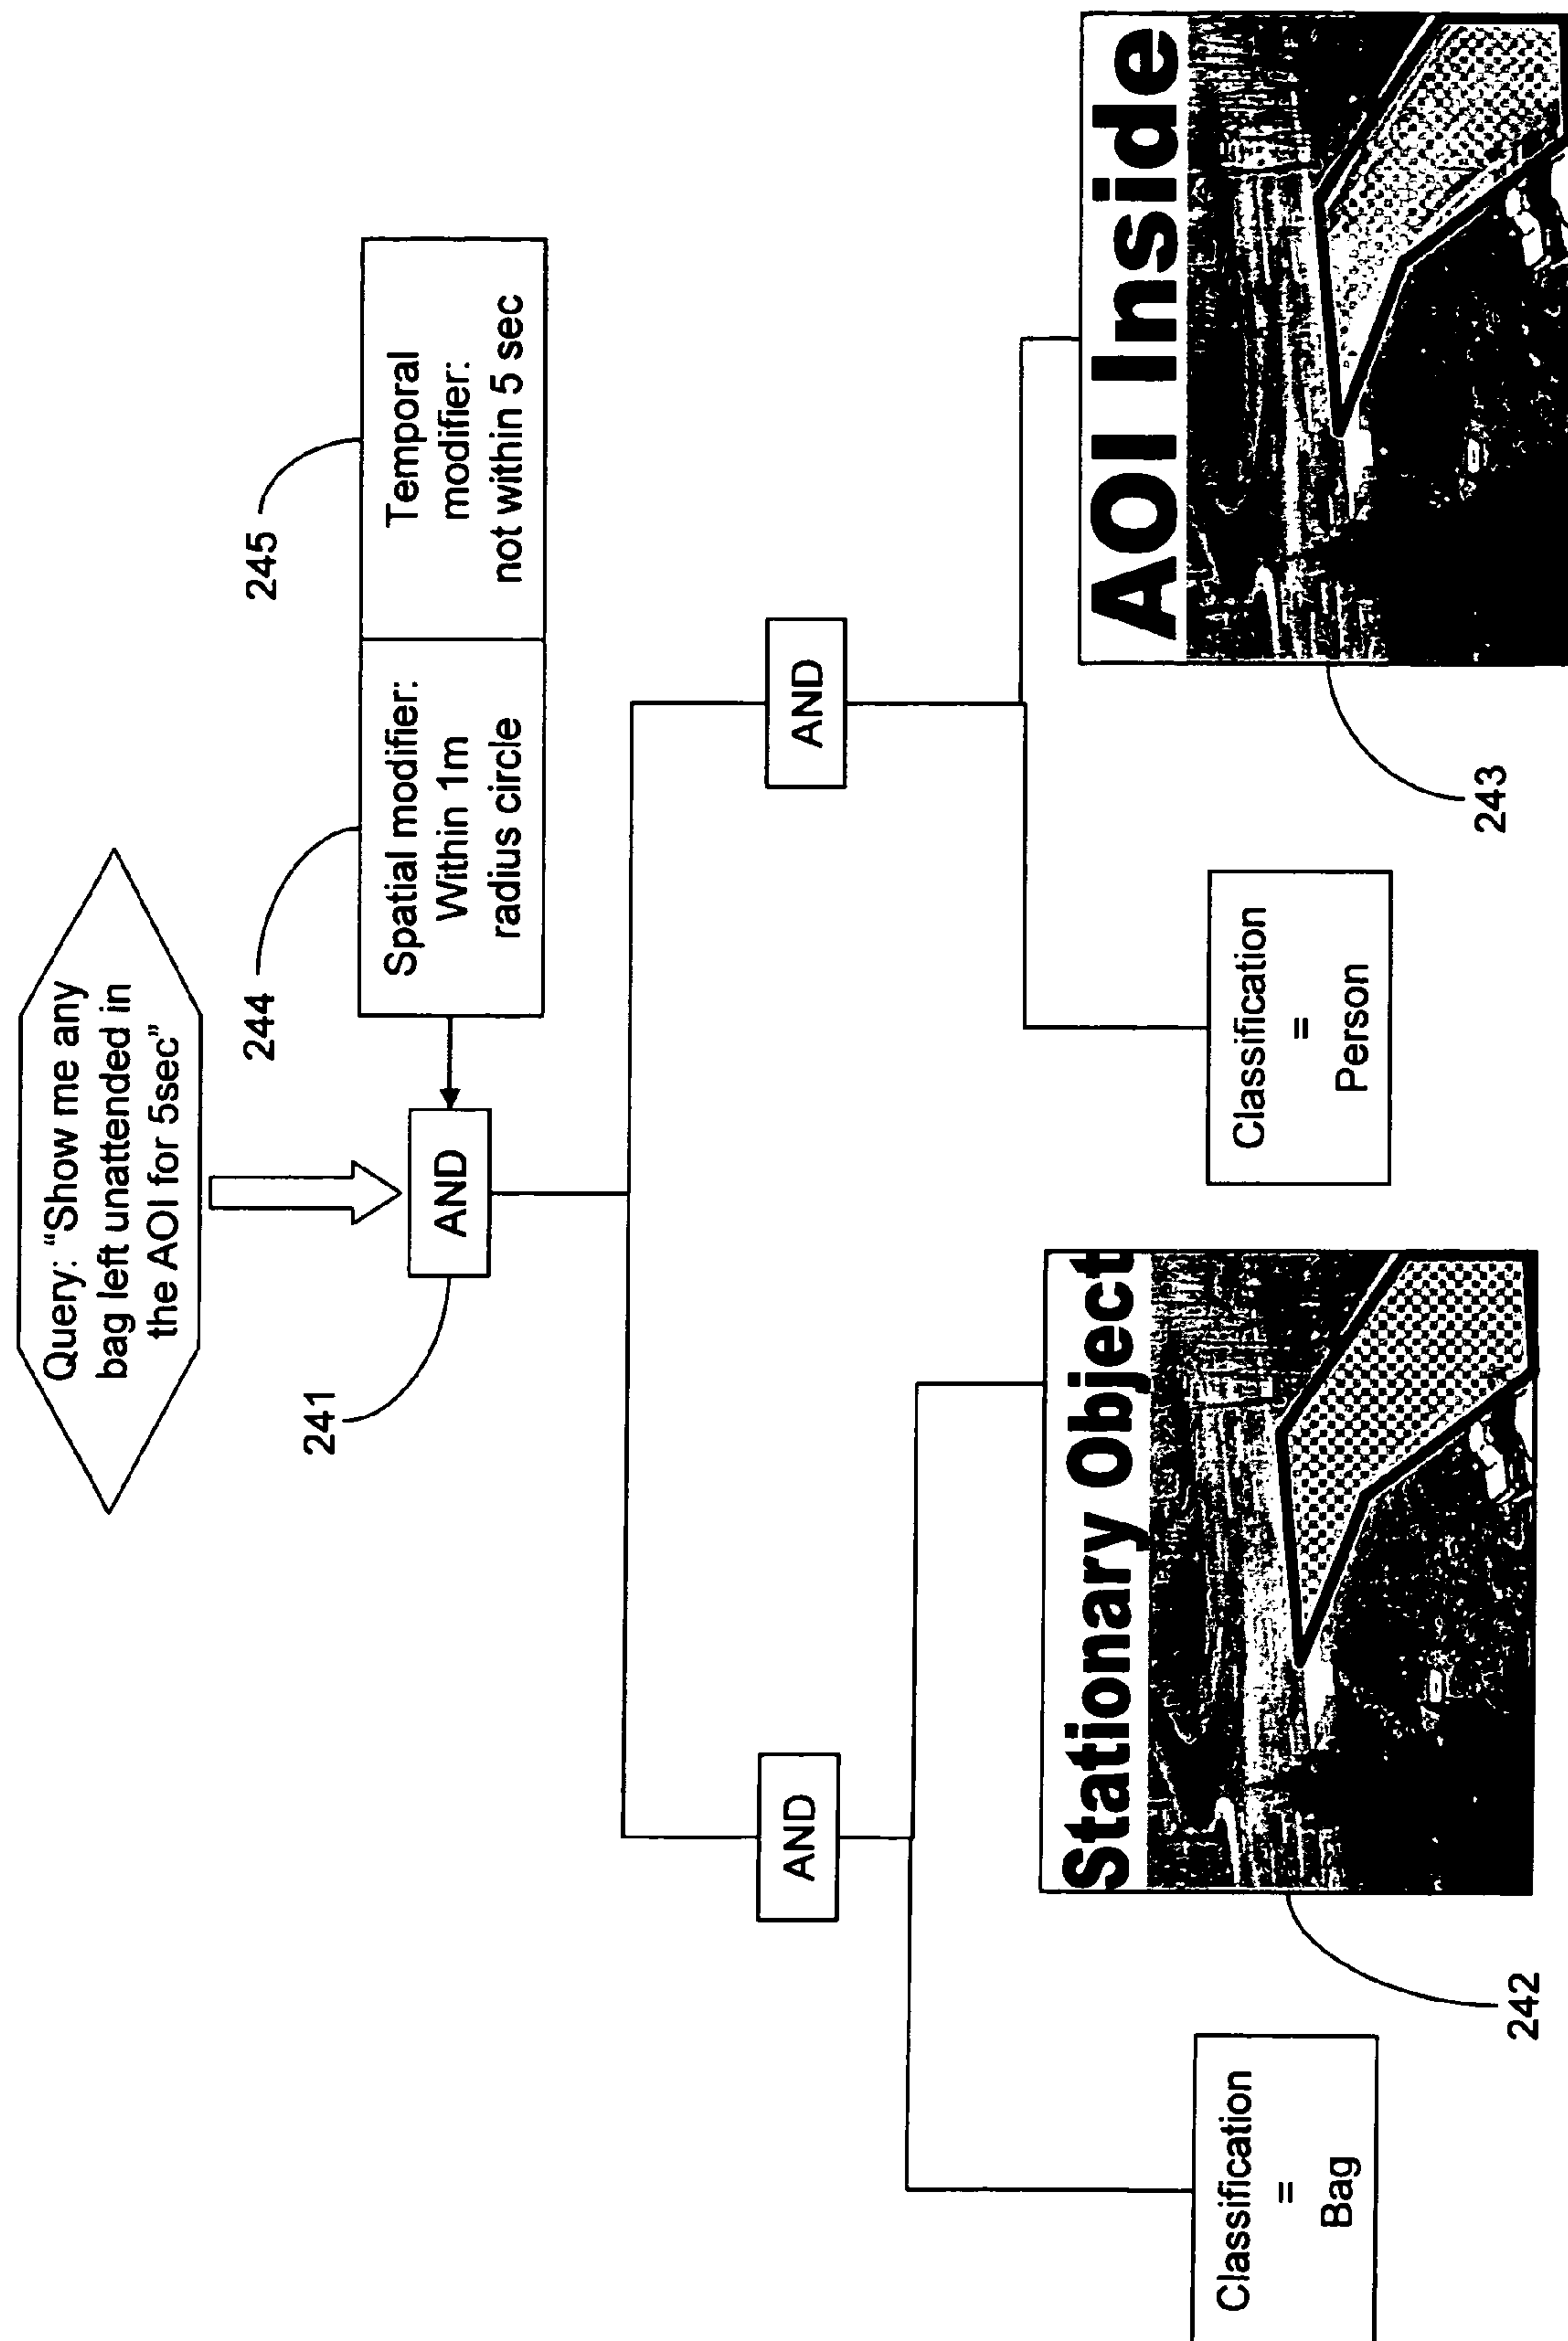 Query: “Show me any
bag left unattended in
the AOI for 5sec”
241
AND
244
Spatial modifier:
Within 1m
radius circle
245
Temporal
modifier:
not within 5 sec
AND
AND
Classification
=
Bag
Stationary Object
242
Classification
=
Person
AOI Inside
243